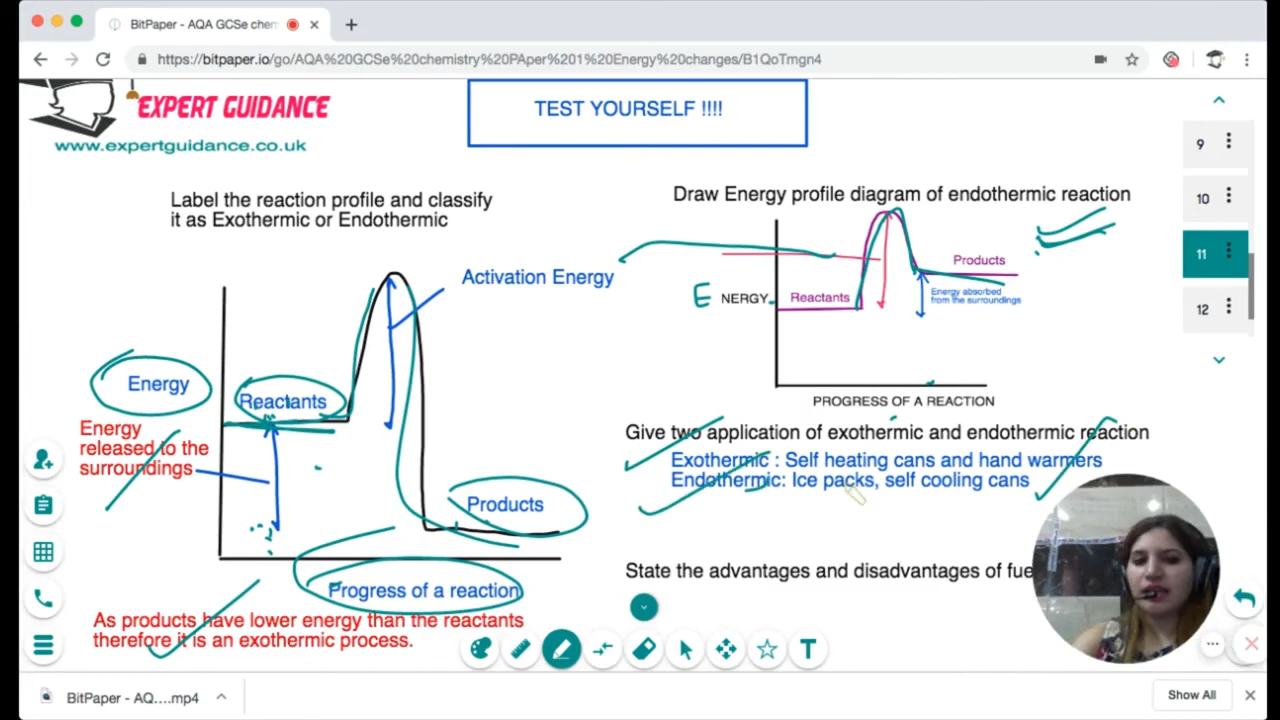 BitPaper - AQA GCSe chem
https://bitpaper.io/go/AQA%20GCSe%20chemistry%20PAper%201%20Energy%20changes/B1QoTmgn4
EXPERT GUIDANCE
www.expertguidance.co.uk
TEST YOURSELF !!!!
9
10
11
12
Label the reaction profile and classify
it as Exothermic or Endothermic
Activation Energy
Energy
Reactants
Energy
released to the
surroundings
Products
Progress of a reaction
As products have lower energy than the reactants
therefore it is an exothermic process.
Draw Energy profile diagram of endothermic reaction
Products
E NERGY
Reactants
Energy absorbed
from the surroundings
PROGRESS OF A REACTION
Give two application of exothermic and endothermic reaction
Exothermic : Self heating cans and hand warmers
Endothermic: Ice packs, self cooling cans
State the advantages and disadvantages of fue
T
BitPaper - AQ....mp4
Show All